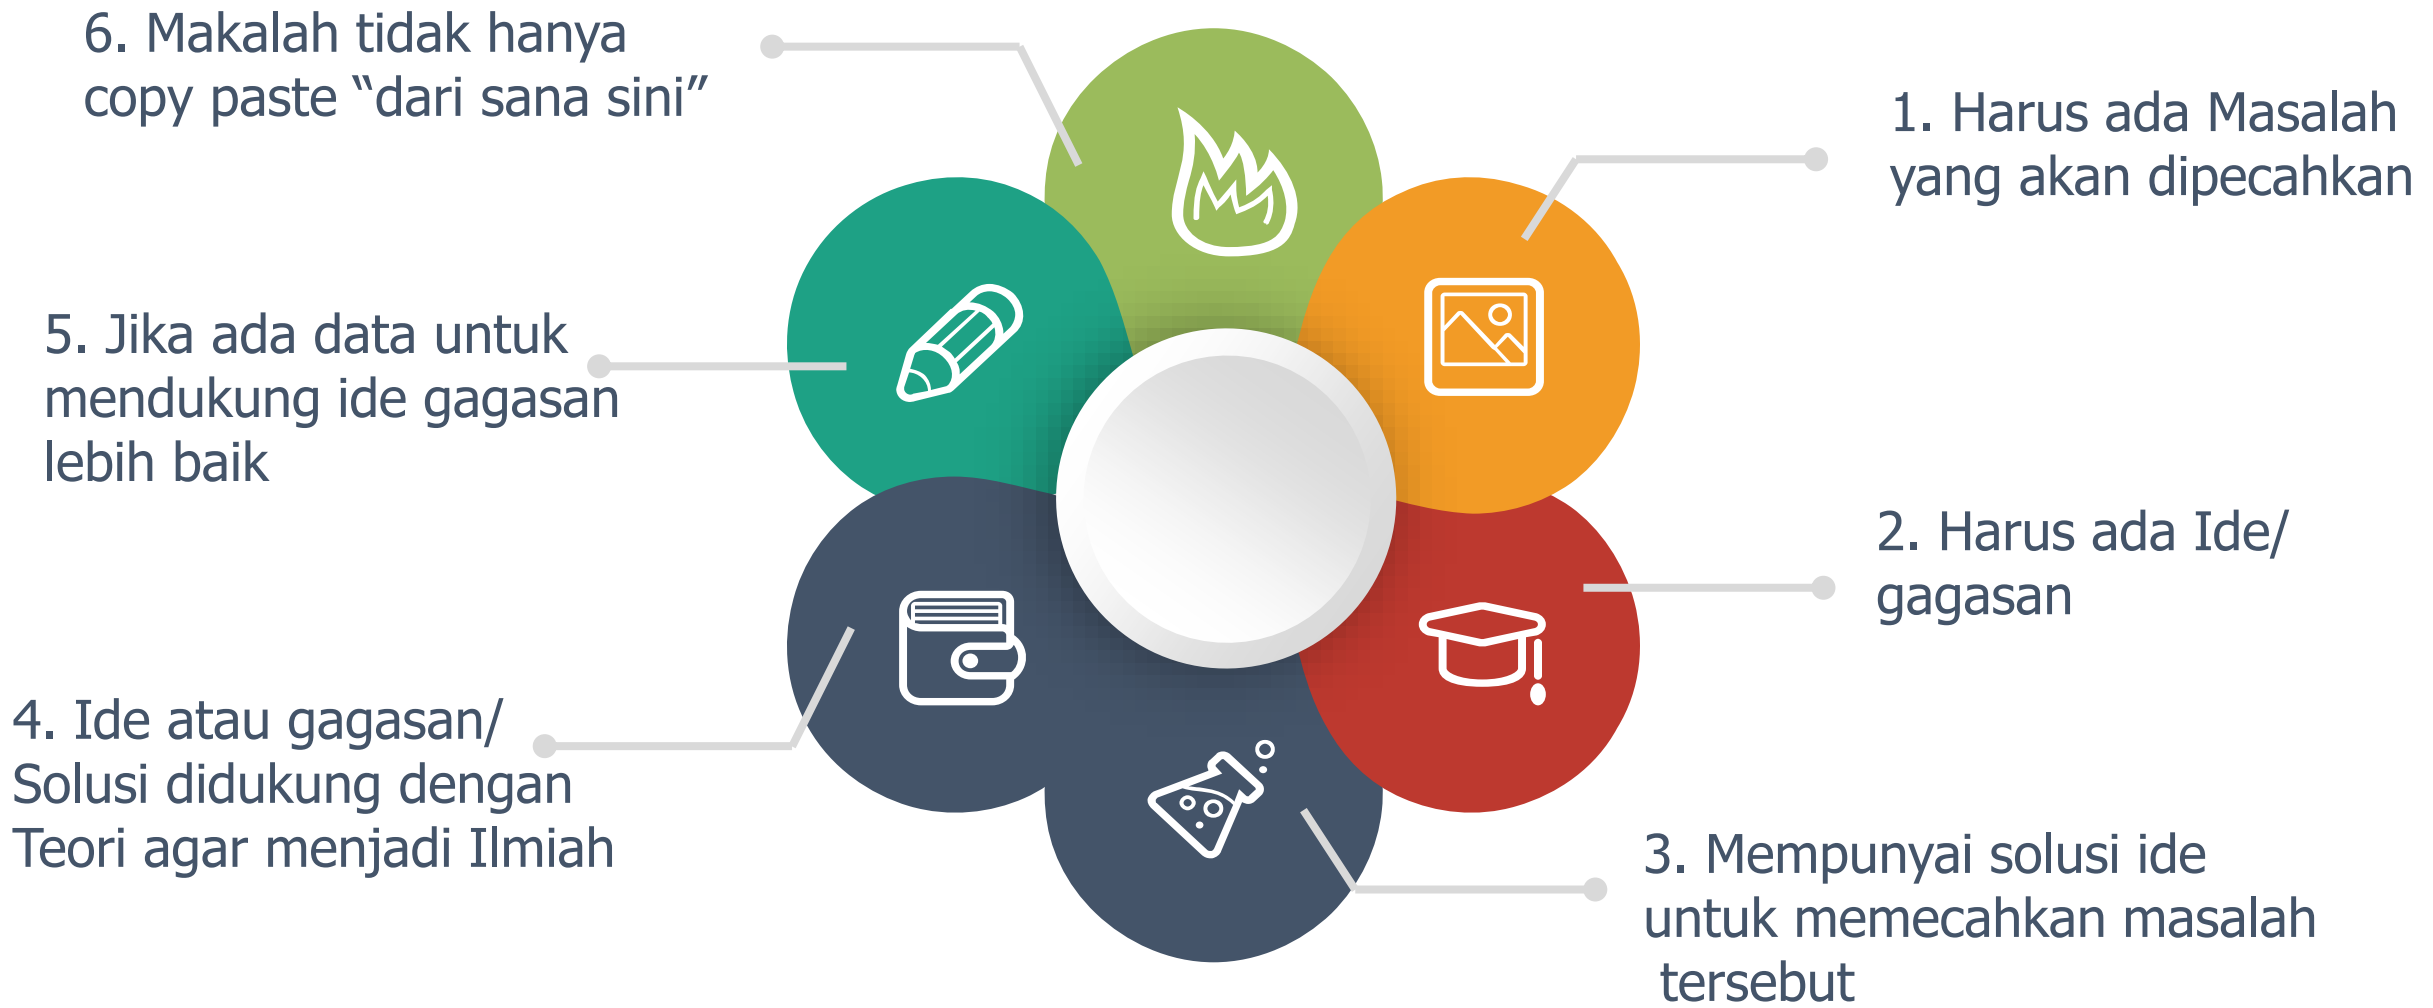 1. Harus ada Masalah
yang akan dipecahkan
2. Harus ada Ide/
gagasan
3. Mempunyai solusi ide
untuk memecahkan masalah
tersebut
4. Ide atau gagasan/
Solusi didukung dengan
Teori agar menjadi Ilmiah
5. Jika ada data untuk
mendukung ide gagasan
lebih baik
6. Makalah tidak hanya
copy paste “dari sana sini”